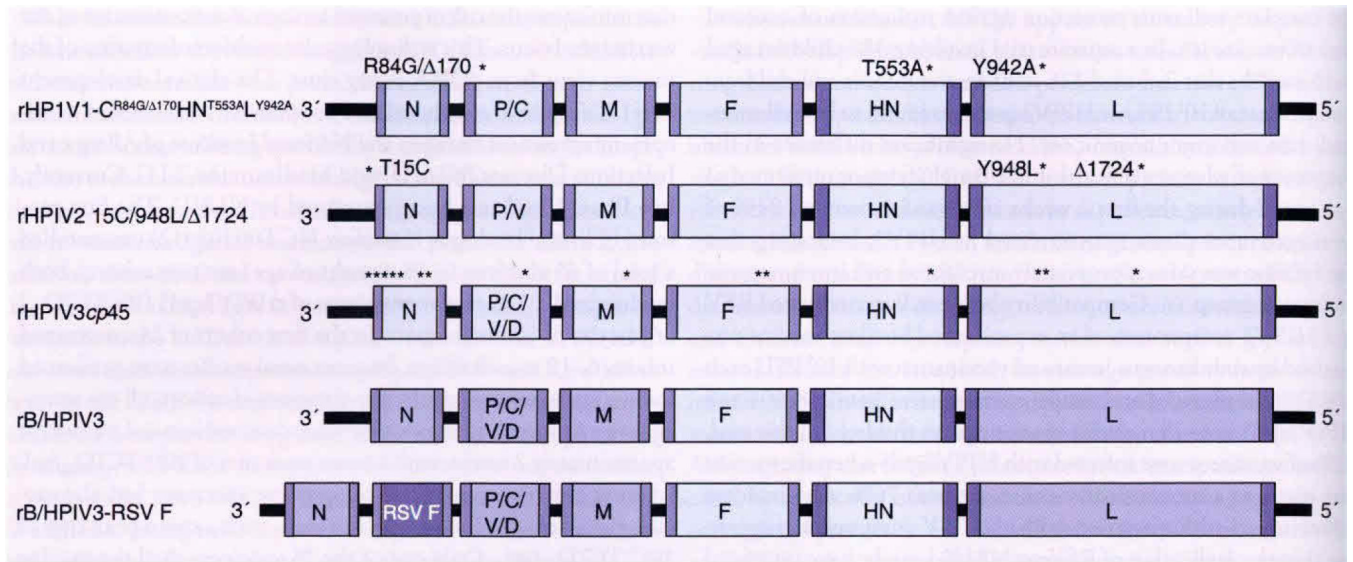 R84G/Δ170 * T553A* Y942A*
rHP1V1-C^R84G/Δ170HN^T553AL^Y942A 3´ N P/C M F HN L 5´
* T15C Y948L* Δ1724*
rHPIV2 15C/948L/Δ1724 3´ N P/V M F HN L 5´
**** ** * * ** * ** *
rHPIV3cp45 3´ N P/C/ M F HN L 5´
V/D
rB/HPIV3 3´ N P/C/ M F HN L 5´
V/D
rB/HPIV3-RSV F 3´ N RSV F P/C/ M F HN L 5´
V/D